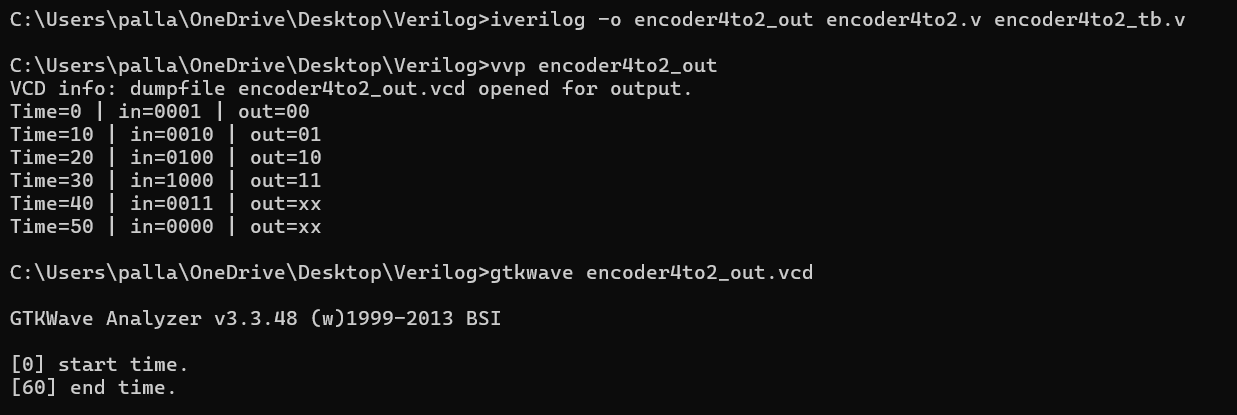 C:\Users\palla\OneDrive\Desktop\Verilog>iverilog -o encoder4to2_out encoder4to2.v encoder4to2_tb.v
C:\Users\palla\OneDrive\Desktop\Verilog>vvp encoder4to2_out
VCD info: dumpfile encoder4to2_out.vcd opened for output.
Time=0 | in=0001 | out=00
Time=10 | in=0010 | out=01
Time=20 | in=0100 | out=10
Time=30 | in=1000 | out=11
Time=40 | in=0011 | out=xx
Time=50 | in=0000 | out=xx
C:\Users\palla\OneDrive\Desktop\Verilog>gtkwave encoder4to2_out.vcd
GTKWave Analyzer v3.3.48 (w)1999-2013 BSI
[0] start time.
[60] end time.